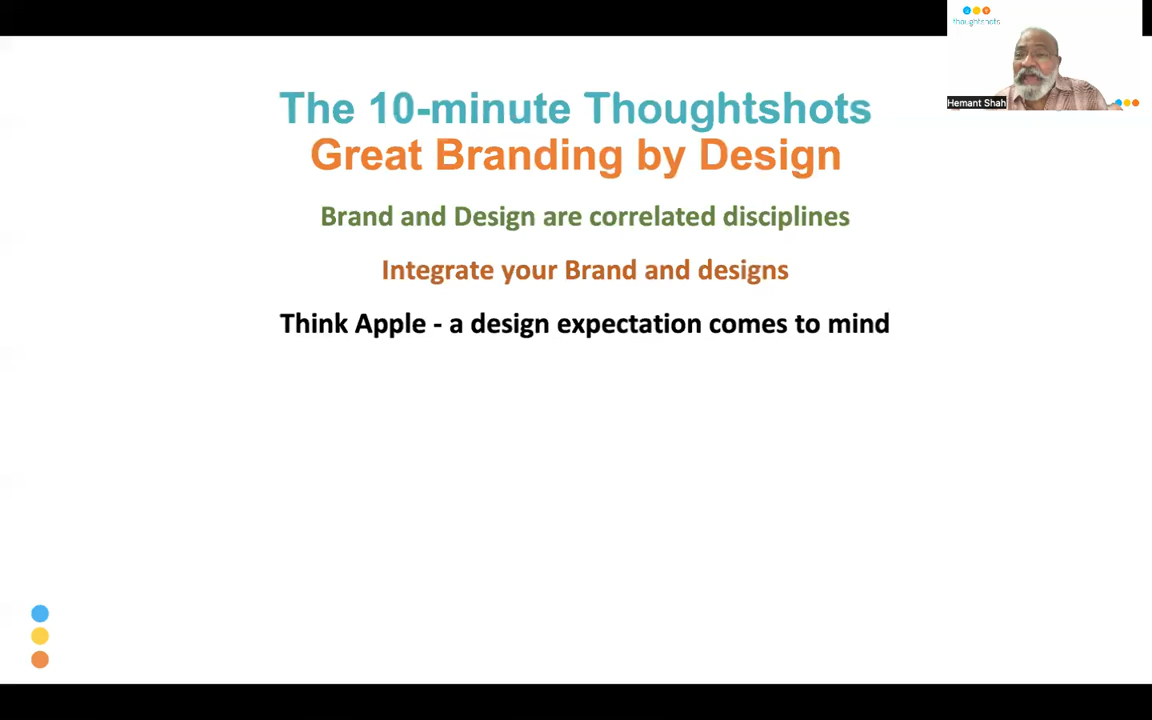 thoughtshots
Hemant Shah
The 10-minute Thoughtshots
Great Branding by Design
Brand and Design are correlated disciplines
Integrate your Brand and designs
Think Apple - a design expectation comes to mind